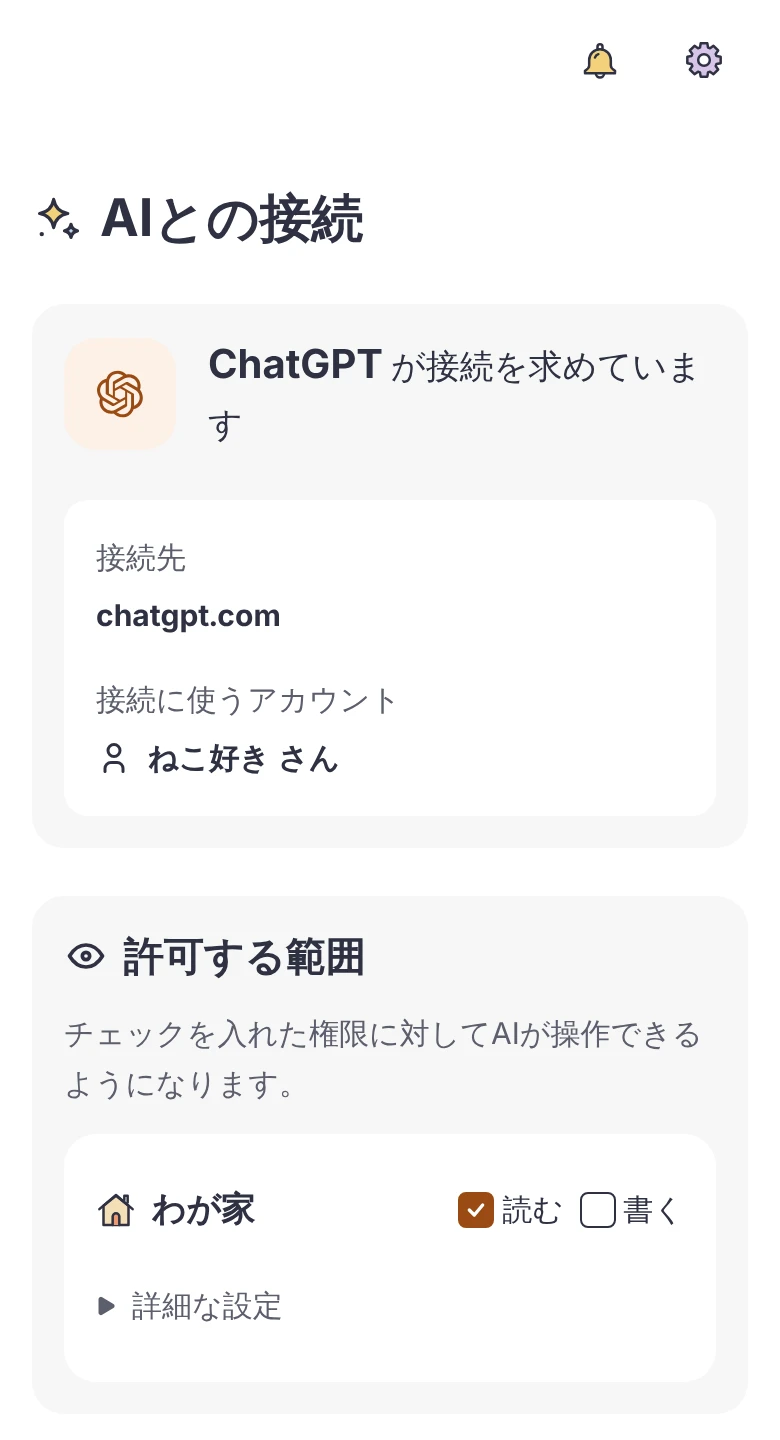 AIとの接続
ChatGPT が接続を求めていま
す
接続先
chatgpt.com
接続に使うアカウント
ねこ好き さん
許可する範囲
チェックを入れた権限に対してAIが操作できる
ようになります。
わが家 読む 書く
詳細な設定